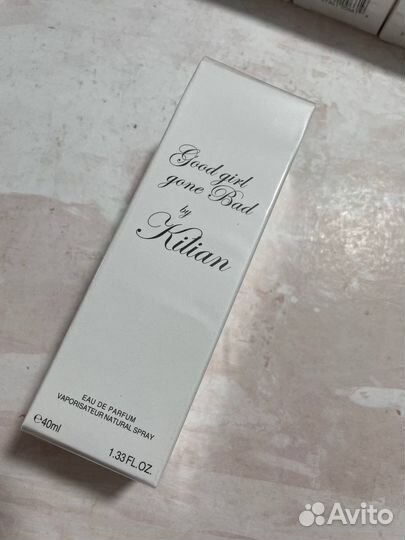 Good girl
gone Bad
by
Kilian
EAU DE PARFUM
VAPORISATEUR NATURAL SPRAY
℮40ml
1.33 FL.OZ.
Avito